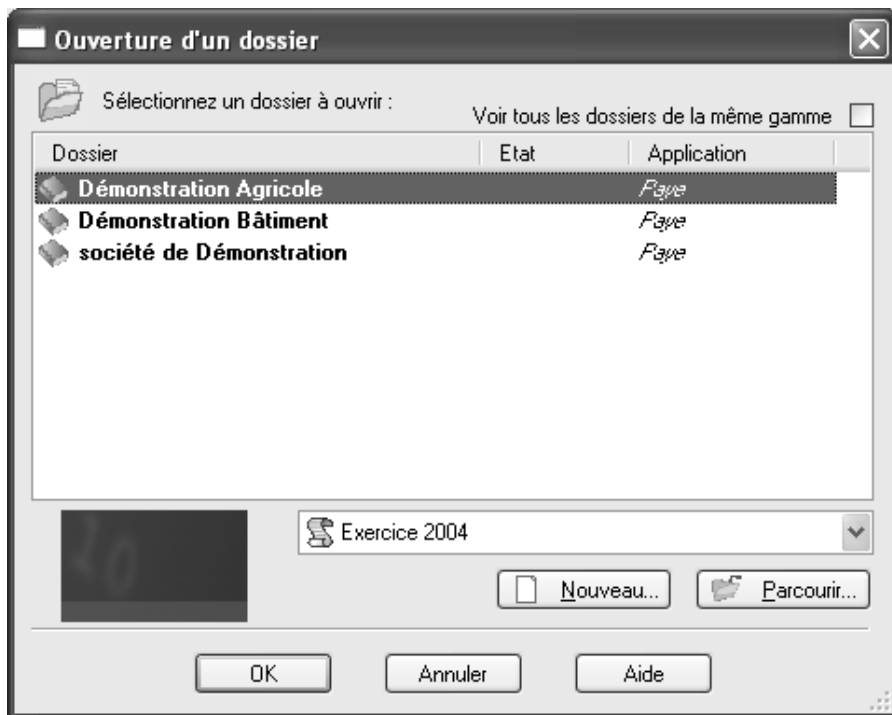 Ouverture d'un dossier
Sélectionnez un dossier à ouvrir :
Voir tous les dossiers de la même gamme
Dossier Etat Application
Démonstration Agricole Paye
Démonstration Bâtiment Paye
société de Démonstration Paye
10
Exercice 2004
Nouveau... Parcourir...
OK Annuler Aide